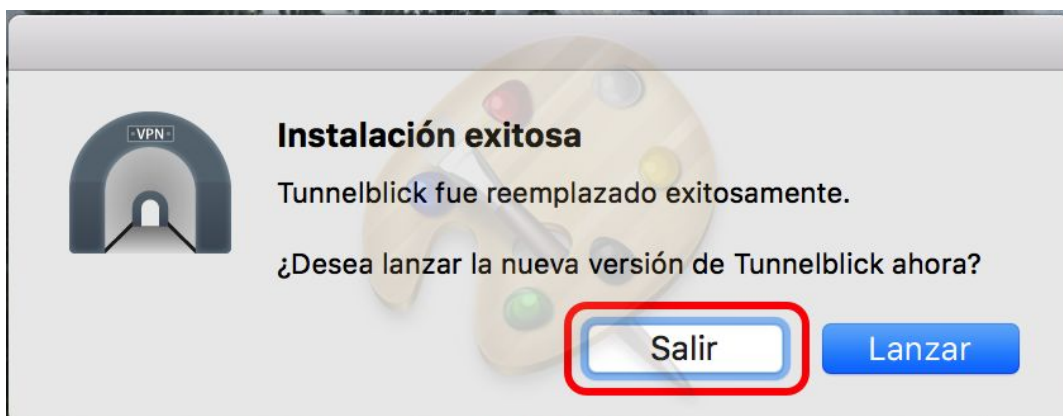 VPN
Instalación exitosa
Tunnelblick fue reemplazado exitosamente.
¿Desea lanzar la nueva versión de Tunnelblick ahora?
Salir
Lanzar